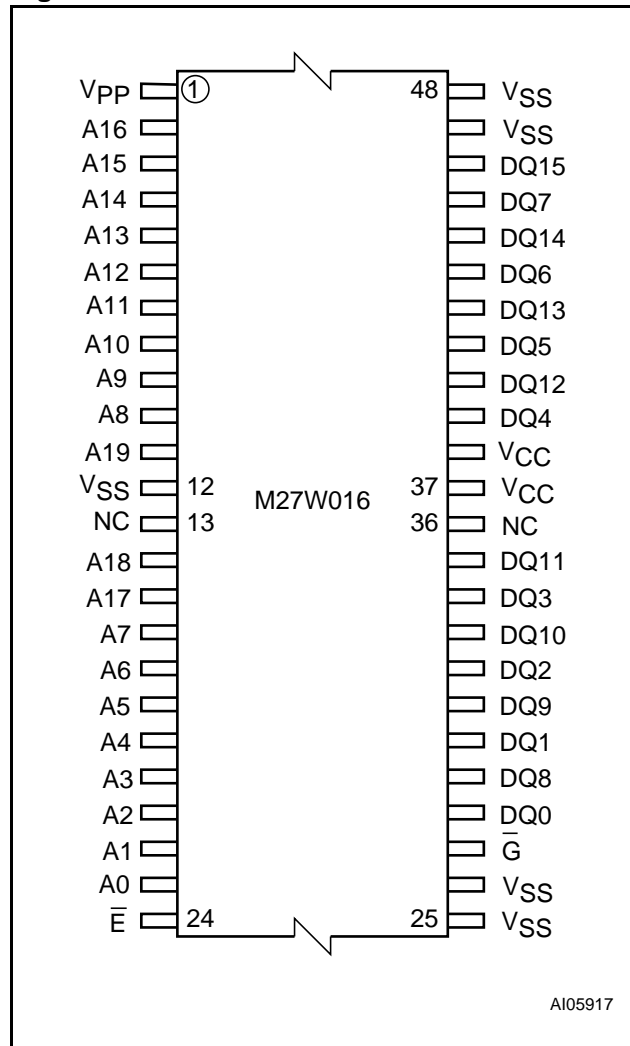 VPP 1 48 VSS
A16 VSS
A15 DQ15
A14 DQ7
A13 DQ14
A12 DQ6
A11 DQ13
A10 DQ5
A9 DQ12
A8 DQ4
A19 VCC
VSS 12 M27W016 37 VCC
NC 13 36 NC
A18 DQ11
A17 DQ3
A7 DQ10
A6 DQ2
A5 DQ9
A4 DQ1
A3 DQ8
A2 DQ0
A1 G̅
A0 VSS
E̅ 24 25 VSS
AI05917